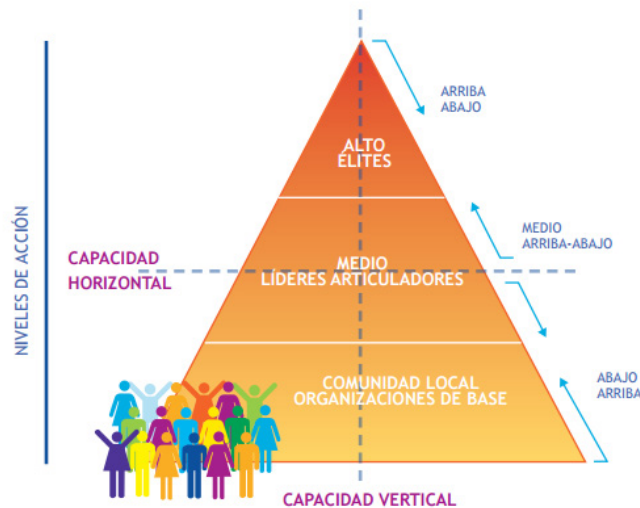 ARRIBA
ABAJO
ALTO
ÉLITES
MEDIO
ARRIBA-ABAJO
NIVELES DE ACCIÓN
CAPACIDAD
HORIZONTAL
MEDIO
LÍDERES ARTICULADORES
COMUNIDAD LOCAL
ORGANIZACIONES DE BASE
ABAJO
ARRIBA
CAPACIDAD VERTICAL